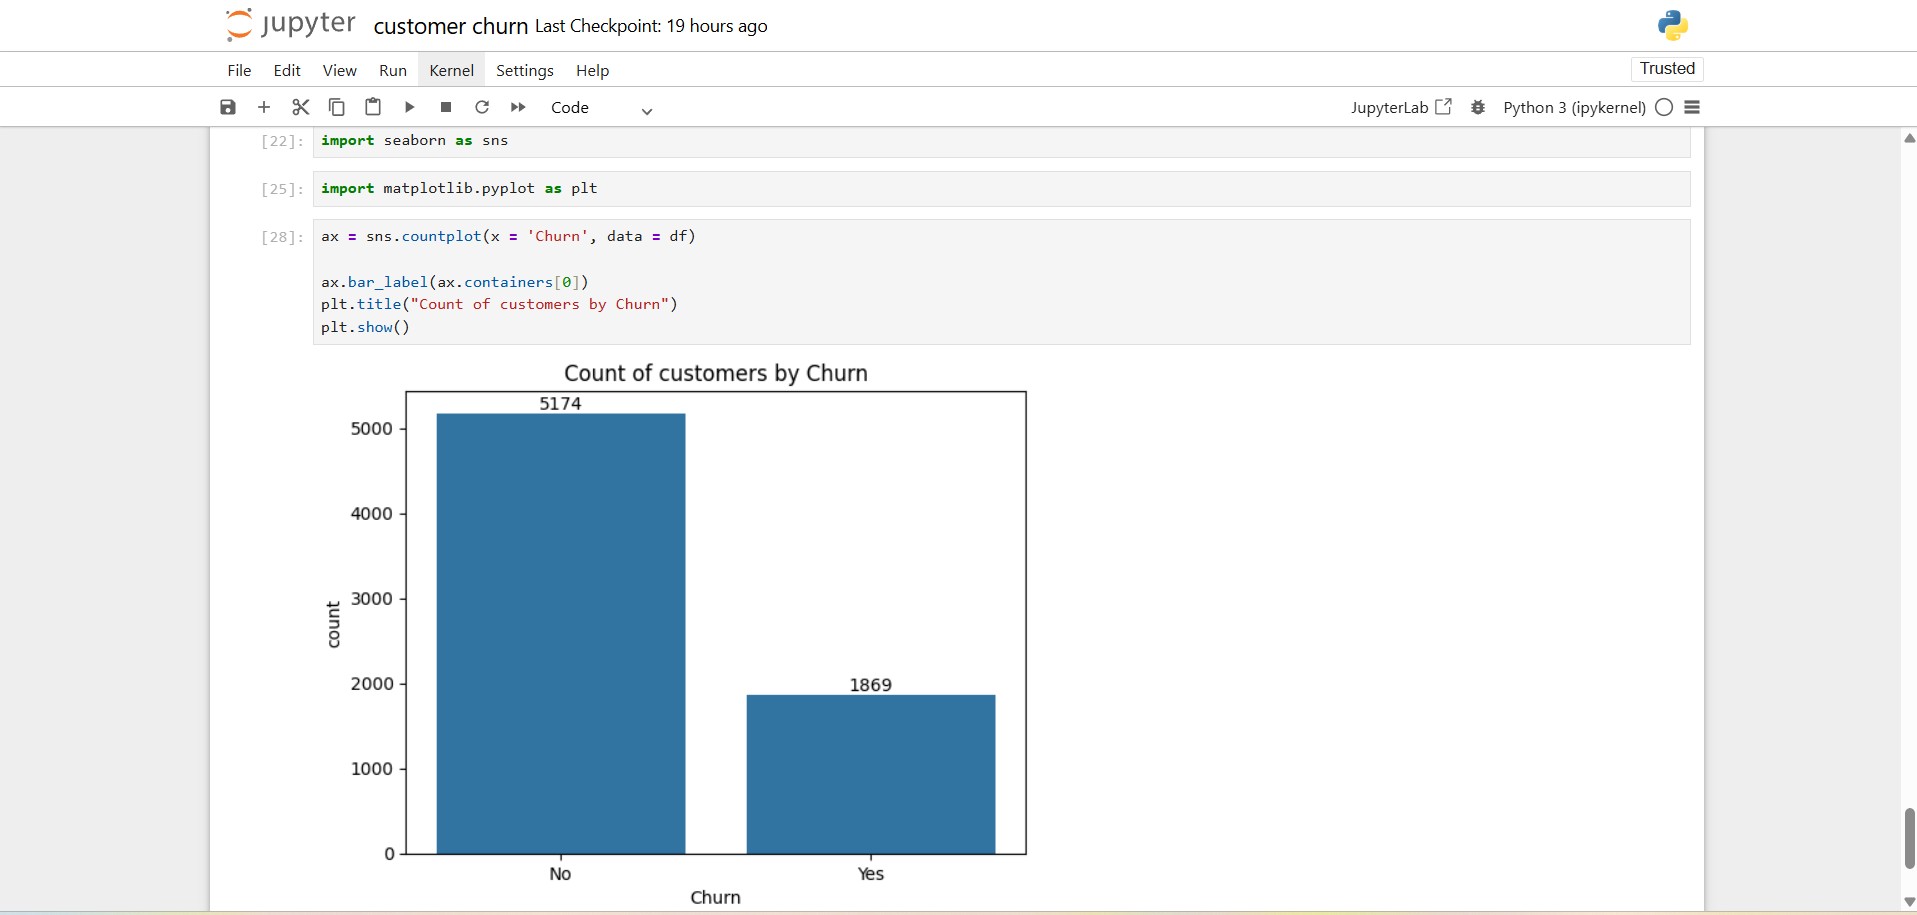 jupyter customer churn Last Checkpoint: 19 hours ago
File Edit View Run Kernel Settings Help Trusted
Code JupyterLab Python 3 (ipykernel)
[22]: import seaborn as sns
[25]: import matplotlib.pyplot as plt
[28]: ax = sns.countplot(x = 'Churn', data = df)
ax.bar_label(ax.containers[0])
plt.title("Count of customers by Churn")
plt.show()
Count of customers by Churn
5174
5000
4000
3000
count
2000
1869
1000
0
No Yes
Churn